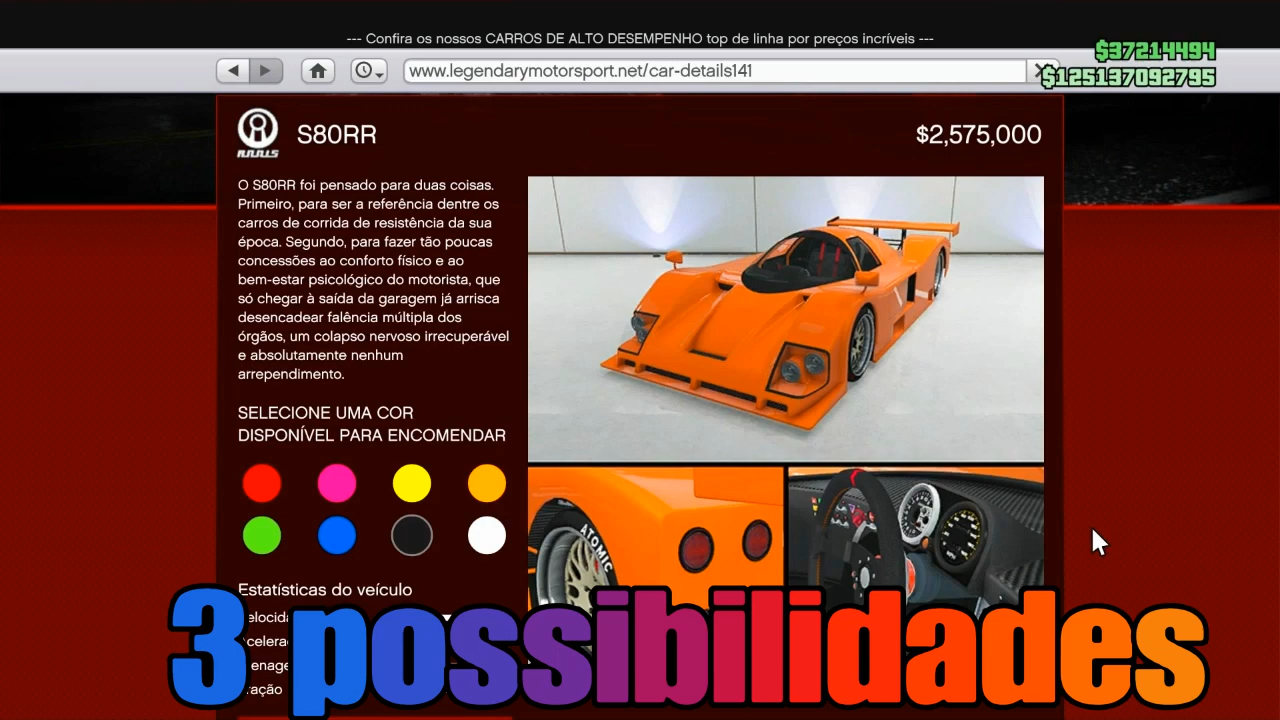 --- Confira os nossos CARROS DE ALTO DESEMPENHO top de linha por preços incríveis ---
$37214494
www.legendarymotorsport.net/car-details141
$125137092795
ANNIS
S80RR
$2,575,000
O S80RR foi pensado para duas coisas.
Primeiro, para ser a referência dentre os
carros de corrida de resistência da sua
época. Segundo, para fazer tão poucas
concessões ao conforto físico e ao
bem-estar psicológico do motorista, que
só chegar à saída da garagem já arrisca
desencadear falência múltipla dos
órgãos, um colapso nervoso irrecuperável
e absolutamente nenhum
arrependimento.
SELECIONE UMA COR
DISPONÍVEL PARA ENCOMENDAR
ATOMIC
Estatísticas do veículo
3 possibilidades